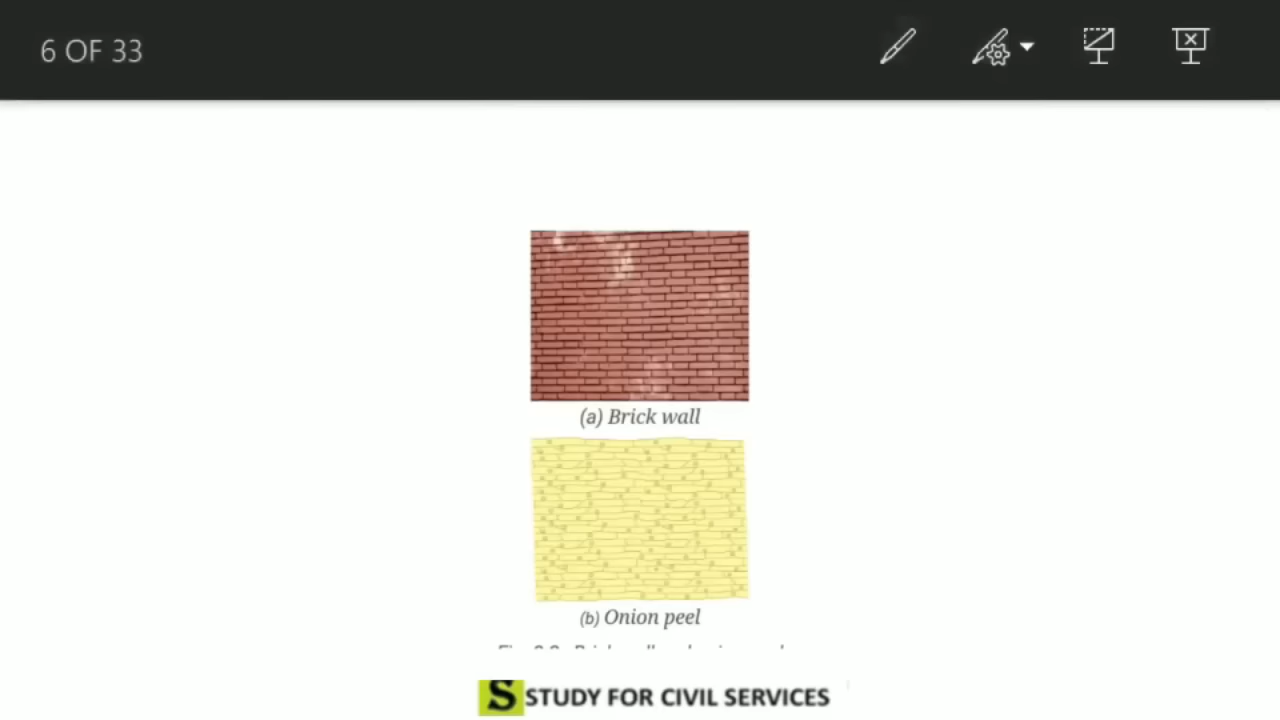 6 OF 33
(a) Brick wall
(b) Onion peel
S STUDY FOR CIVIL SERVICES